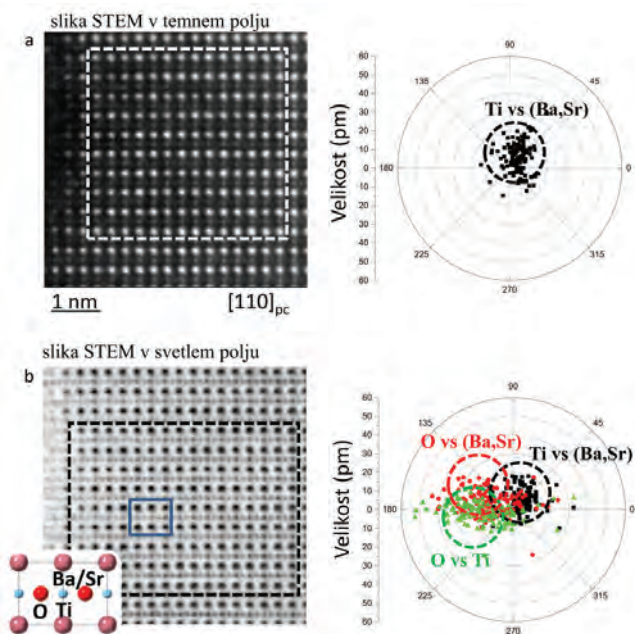 slika STEM v temnem polju
a
1 nm
[110]pc
Velikost (pm)
60
50
40
30
20
10
0
10
20
30
40
50
60
90
135
45
Ti vs (Ba,Sr)
180
0
225
315
270
slika STEM v svetlem polju
b
Ba/Sr
O
Ti
Velikost (pm)
60
50
40
30
20
10
0
10
20
30
40
50
60
90
135
45
O vs (Ba,Sr)
Ti vs (Ba,Sr)
180
0
O vs Ti
225
315
270